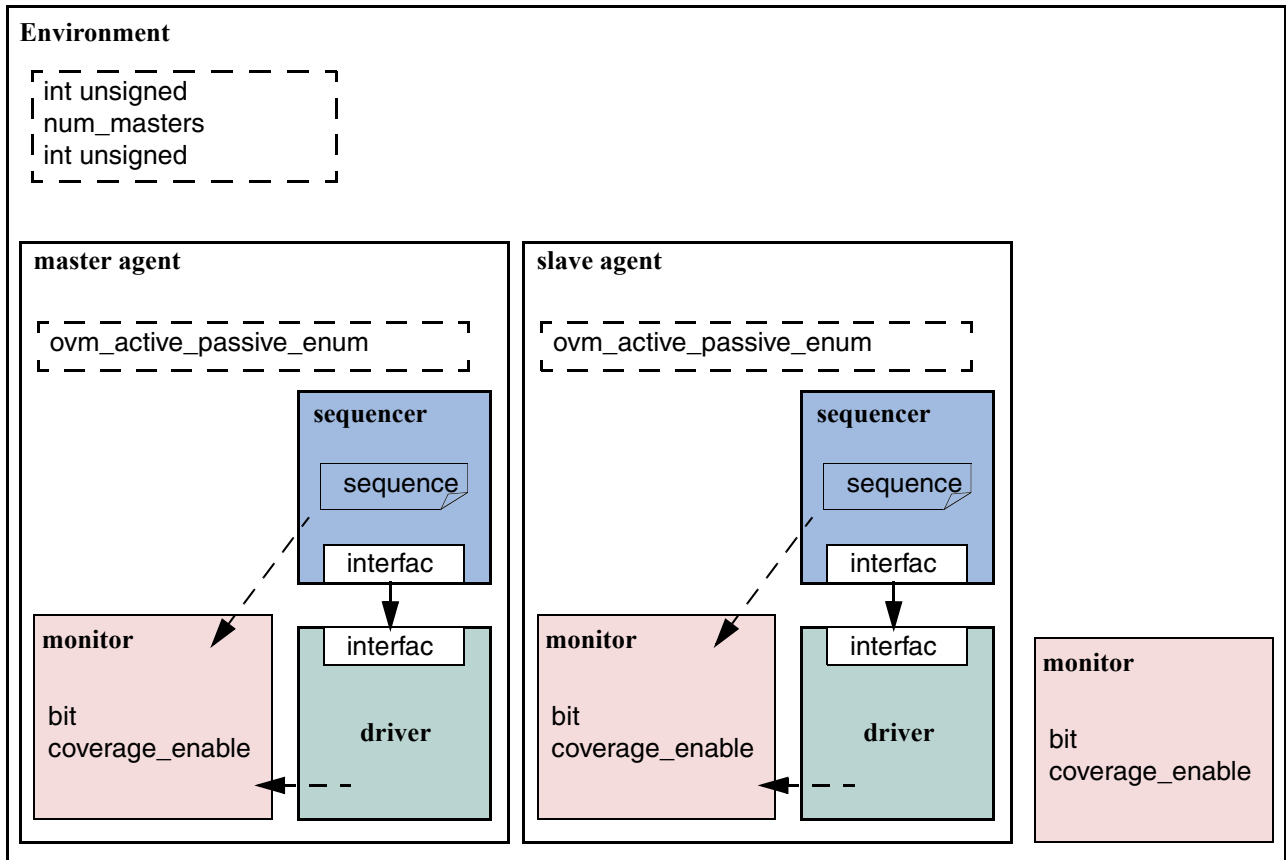 Environment
int unsigned
num_masters
int unsigned
master agent
ovm_active_passive_enum
sequencer
sequence
interfac
monitor
bit
coverage_enable
interfac
driver
slave agent
ovm_active_passive_enum
sequencer
sequence
interfac
monitor
bit
coverage_enable
interfac
driver
monitor
bit
coverage_enable